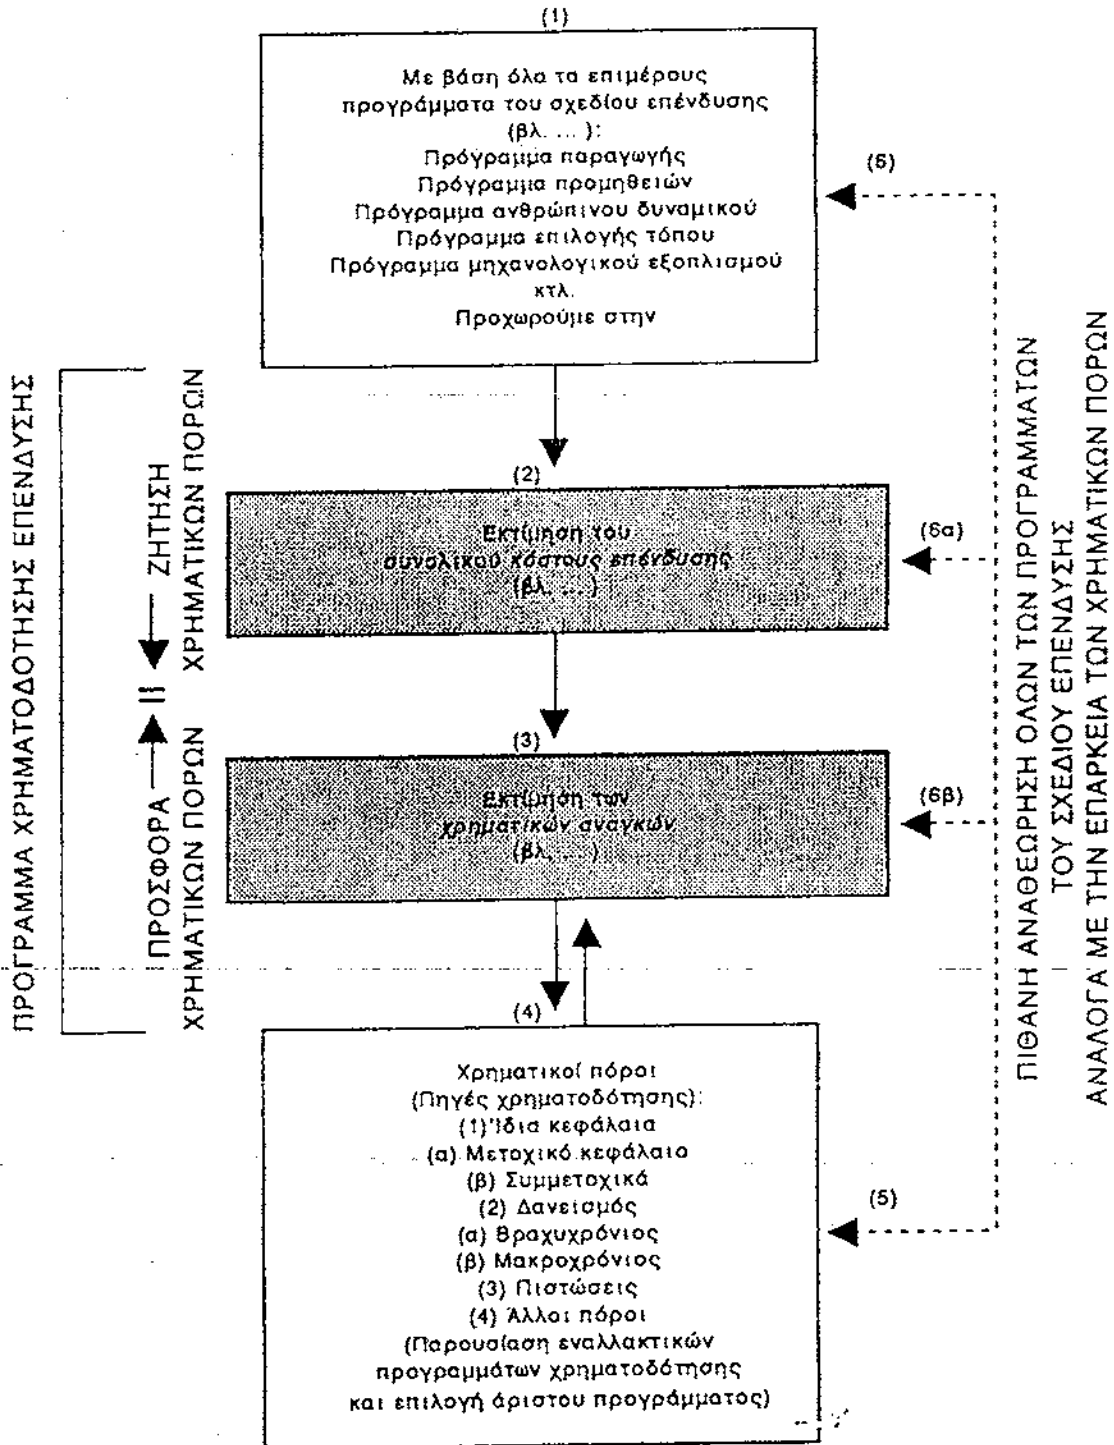 (1)
Με βάση όλα τα επιμέρους
προγράμματα του σχεδίου επένδυσης
(βλ. ... ):
Πρόγραμμα παραγωγής
Πρόγραμμα προμηθειών
Πρόγραμμα ανθρώπινου δυναμικού
Πρόγραμμα επιλογής τόπου
Πρόγραμμα μηχανολογικού εξοπλισμού
κτλ.
Προχωρούμε στην
(5)
(2)
Εκτίμηση του
συνολικού κόστους επένδυσης
(βλ. ... )
(6α)
(3)
Εκτίμηση των
χρηματικών αναγκών
(βλ. ... )
(6β)
(4)
Χρηματικοί πόροι
(Πηγές χρηματοδότησης):
(1) Ίδια κεφάλαια
(α) Μετοχικό κεφάλαιο
(β) Συμμετοχικά
(2) Δανεισμός
(α) Βραχυχρόνιος
(β) Μακροχρόνιος
(3) Πιστώσεις
(4) Άλλοι πόροι
(Παρουσίαση εναλλακτικών
προγραμμάτων χρηματοδότησης
και επιλογή άριστου προγράμματος)
(5)
ΠΡΟΓΡΑΜΜΑ ΧΡΗΜΑΤΟΔΟΤΗΣΗΣ ΕΠΕΝΔΥΣΗΣ
ΠΡΟΣΦΟΡΑ = ΖΗΤΗΣΗ
ΧΡΗΜΑΤΙΚΩΝ ΠΟΡΩΝ ΧΡΗΜΑΤΙΚΩΝ ΠΟΡΩΝ
ΠΙΘΑΝΗ ΑΝΑΘΕΩΡΗΣΗ ΟΛΩΝ ΤΩΝ ΠΡΟΓΡΑΜΜΑΤΩΝ
ΤΟΥ ΣΧΕΔΙΟΥ ΕΠΕΝΔΥΣΗΣ
ΑΝΑΛΟΓΑ ΜΕ ΤΗΝ ΕΠΑΡΚΕΙΑ ΤΩΝ ΧΡΗΜΑΤΙΚΩΝ ΠΟΡΩΝ